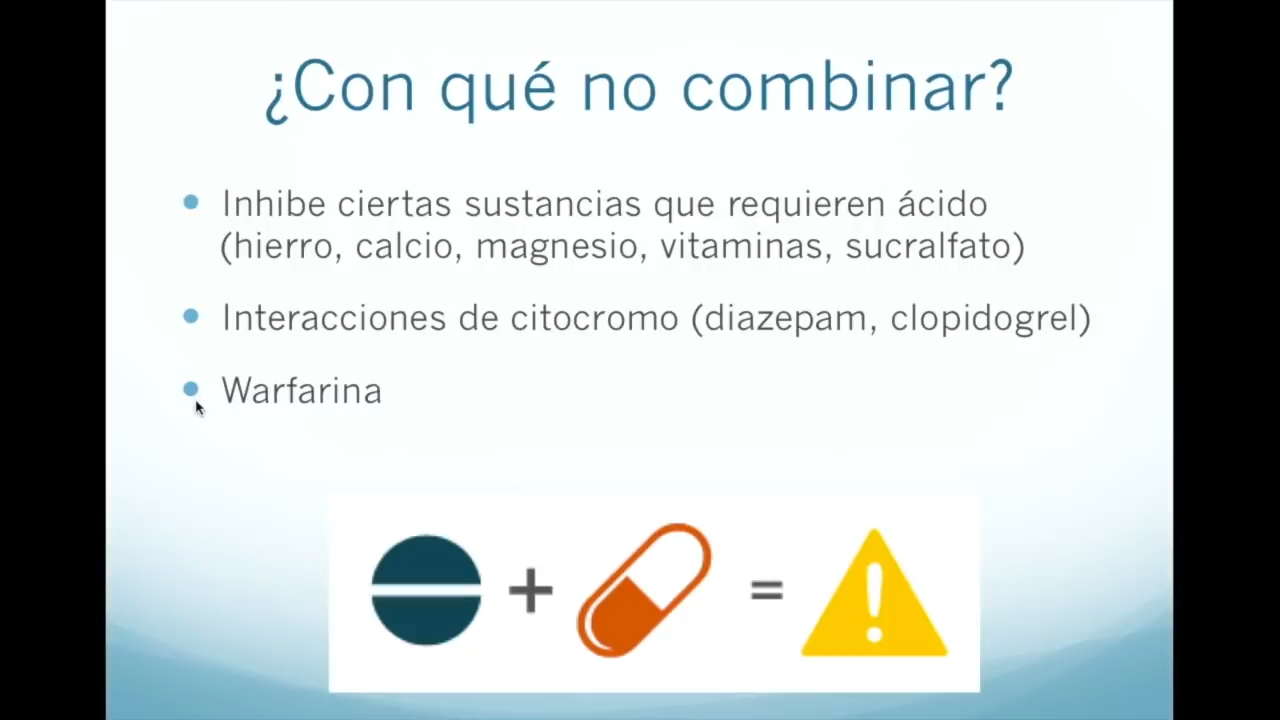 ¿Con qué no combinar?
Inhibe ciertas sustancias que requieren ácido
(hierro, calcio, magnesio, vitaminas, sucralfato)
Interacciones de citocromo (diazepam, clopidogrel)
Warfarina